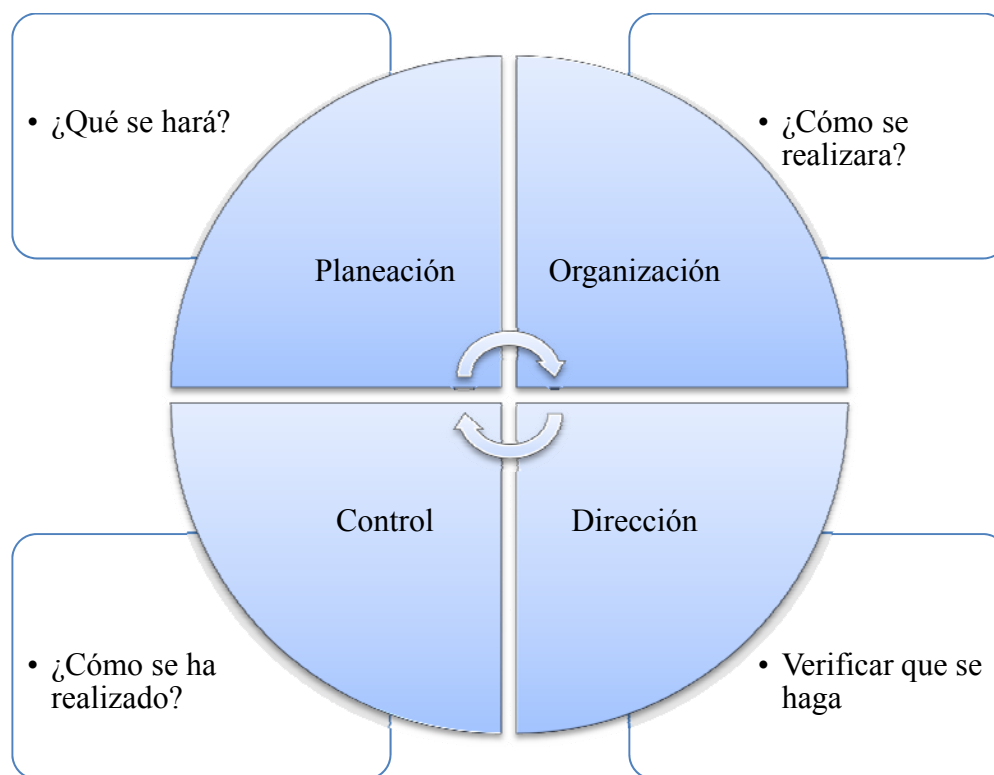 • ¿Qué se hará?
• ¿Cómo se
realizara?
Planeación
Organización
Control
Dirección
• ¿Cómo se ha
realizado?
• Verificar que se
haga